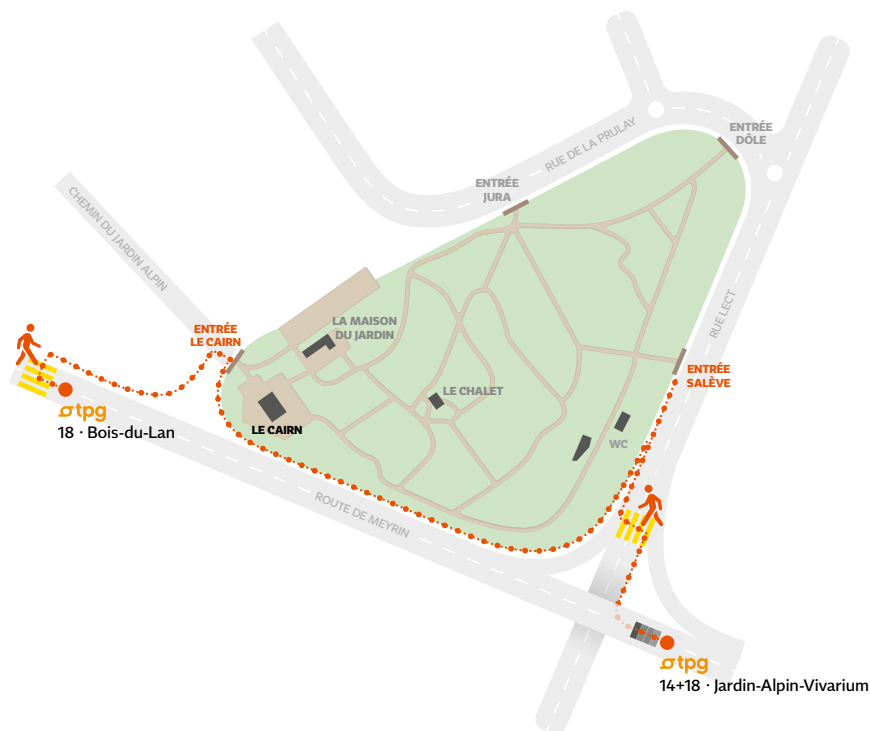 ENTRÉE
DÔLE
RUE DE LA PRULAY
ENTRÉE
JURA
CHEMIN DU JARDIN ALPIN
RUE LECT
LA MAISON
DU JARDIN
ENTRÉE
LE CAIRN
ENTRÉE
SALÈVE
LE CHALET
tpg
18 · Bois-du-Lan
LE CAIRN
WC
ROUTE DE MEYRIN
tpg
14+18 · Jardin-Alpin-Vivarium